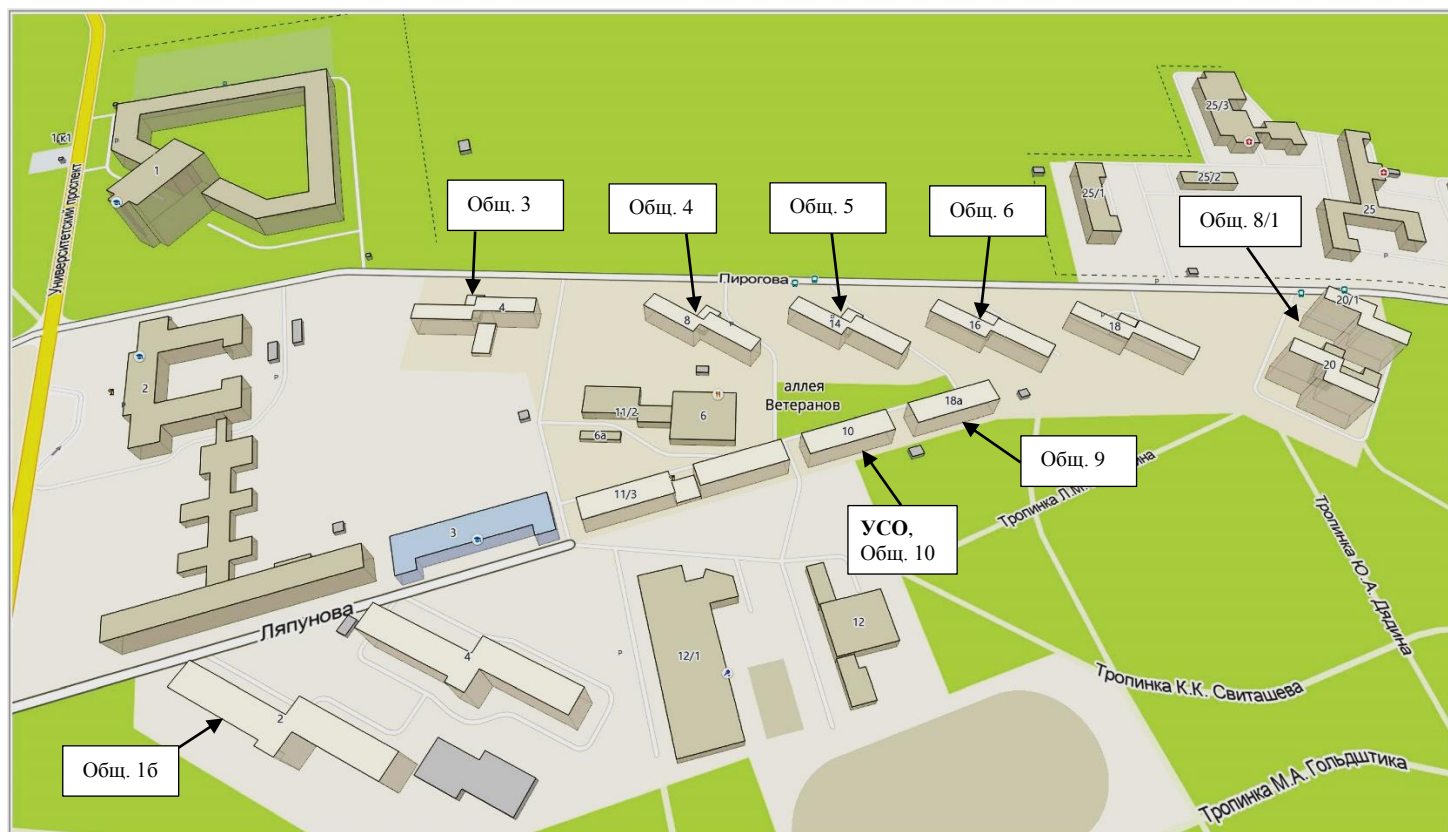 1 к1
1
Университетский проспект
25/3
25/2
25/1
25
Общ. 3
Общ. 4
Общ. 5
Общ. 6
Общ. 8/1
Пирогова
4
8
14
16
18
20/1
20
2
11/2
6
6а
аллея
Ветеранов
18а
10
11/3
3
Общ. 9
УСО,
Общ. 10
Тропинка Ю.А. Дядина
Ляпунова
4
2
12/1
12
Тропинка К.К. Свиташева
Тропинка М.А. Гольдштика
Общ. 1б
P
P
P
P
P
P
P
P
P